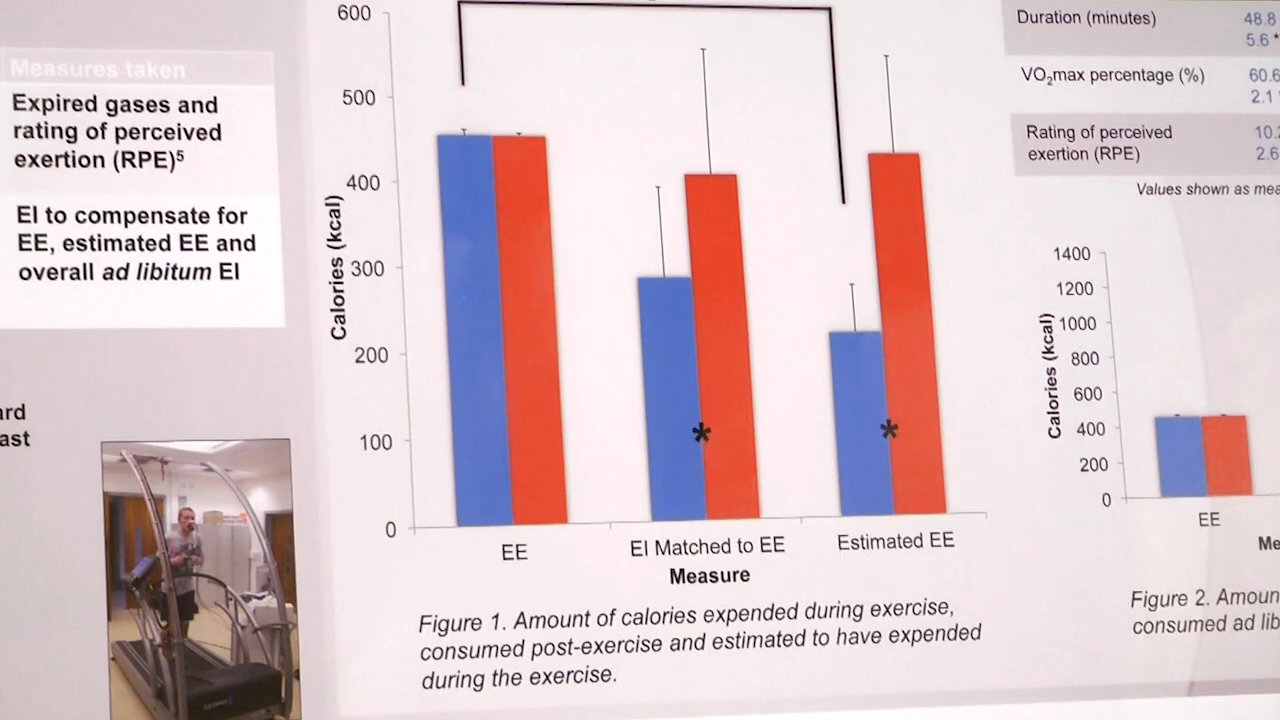 Measures taken
Expired gases and
rating of perceived
exertion (RPE)5
EI to compensate for
EE, estimated EE and
overall ad libitum EI
600
500
400
300
200
100
0
Calories (kcal)
*
*
EE
EI Matched to EE
Estimated EE
Measure
Figure 1. Amount of calories expended during exercise,
consumed post-exercise and estimated to have expended
during the exercise.
Duration (minutes)
48.8
5.6 *
VO2max percentage (%)
60.6
2.1
Rating of perceived
exertion (RPE)
10.2
2.6
Values shown as mea
1400
1200
1000
800
600
400
200
0
Calories (kcal)
EE
Me
Figure 2. Amoun
consumed ad lib